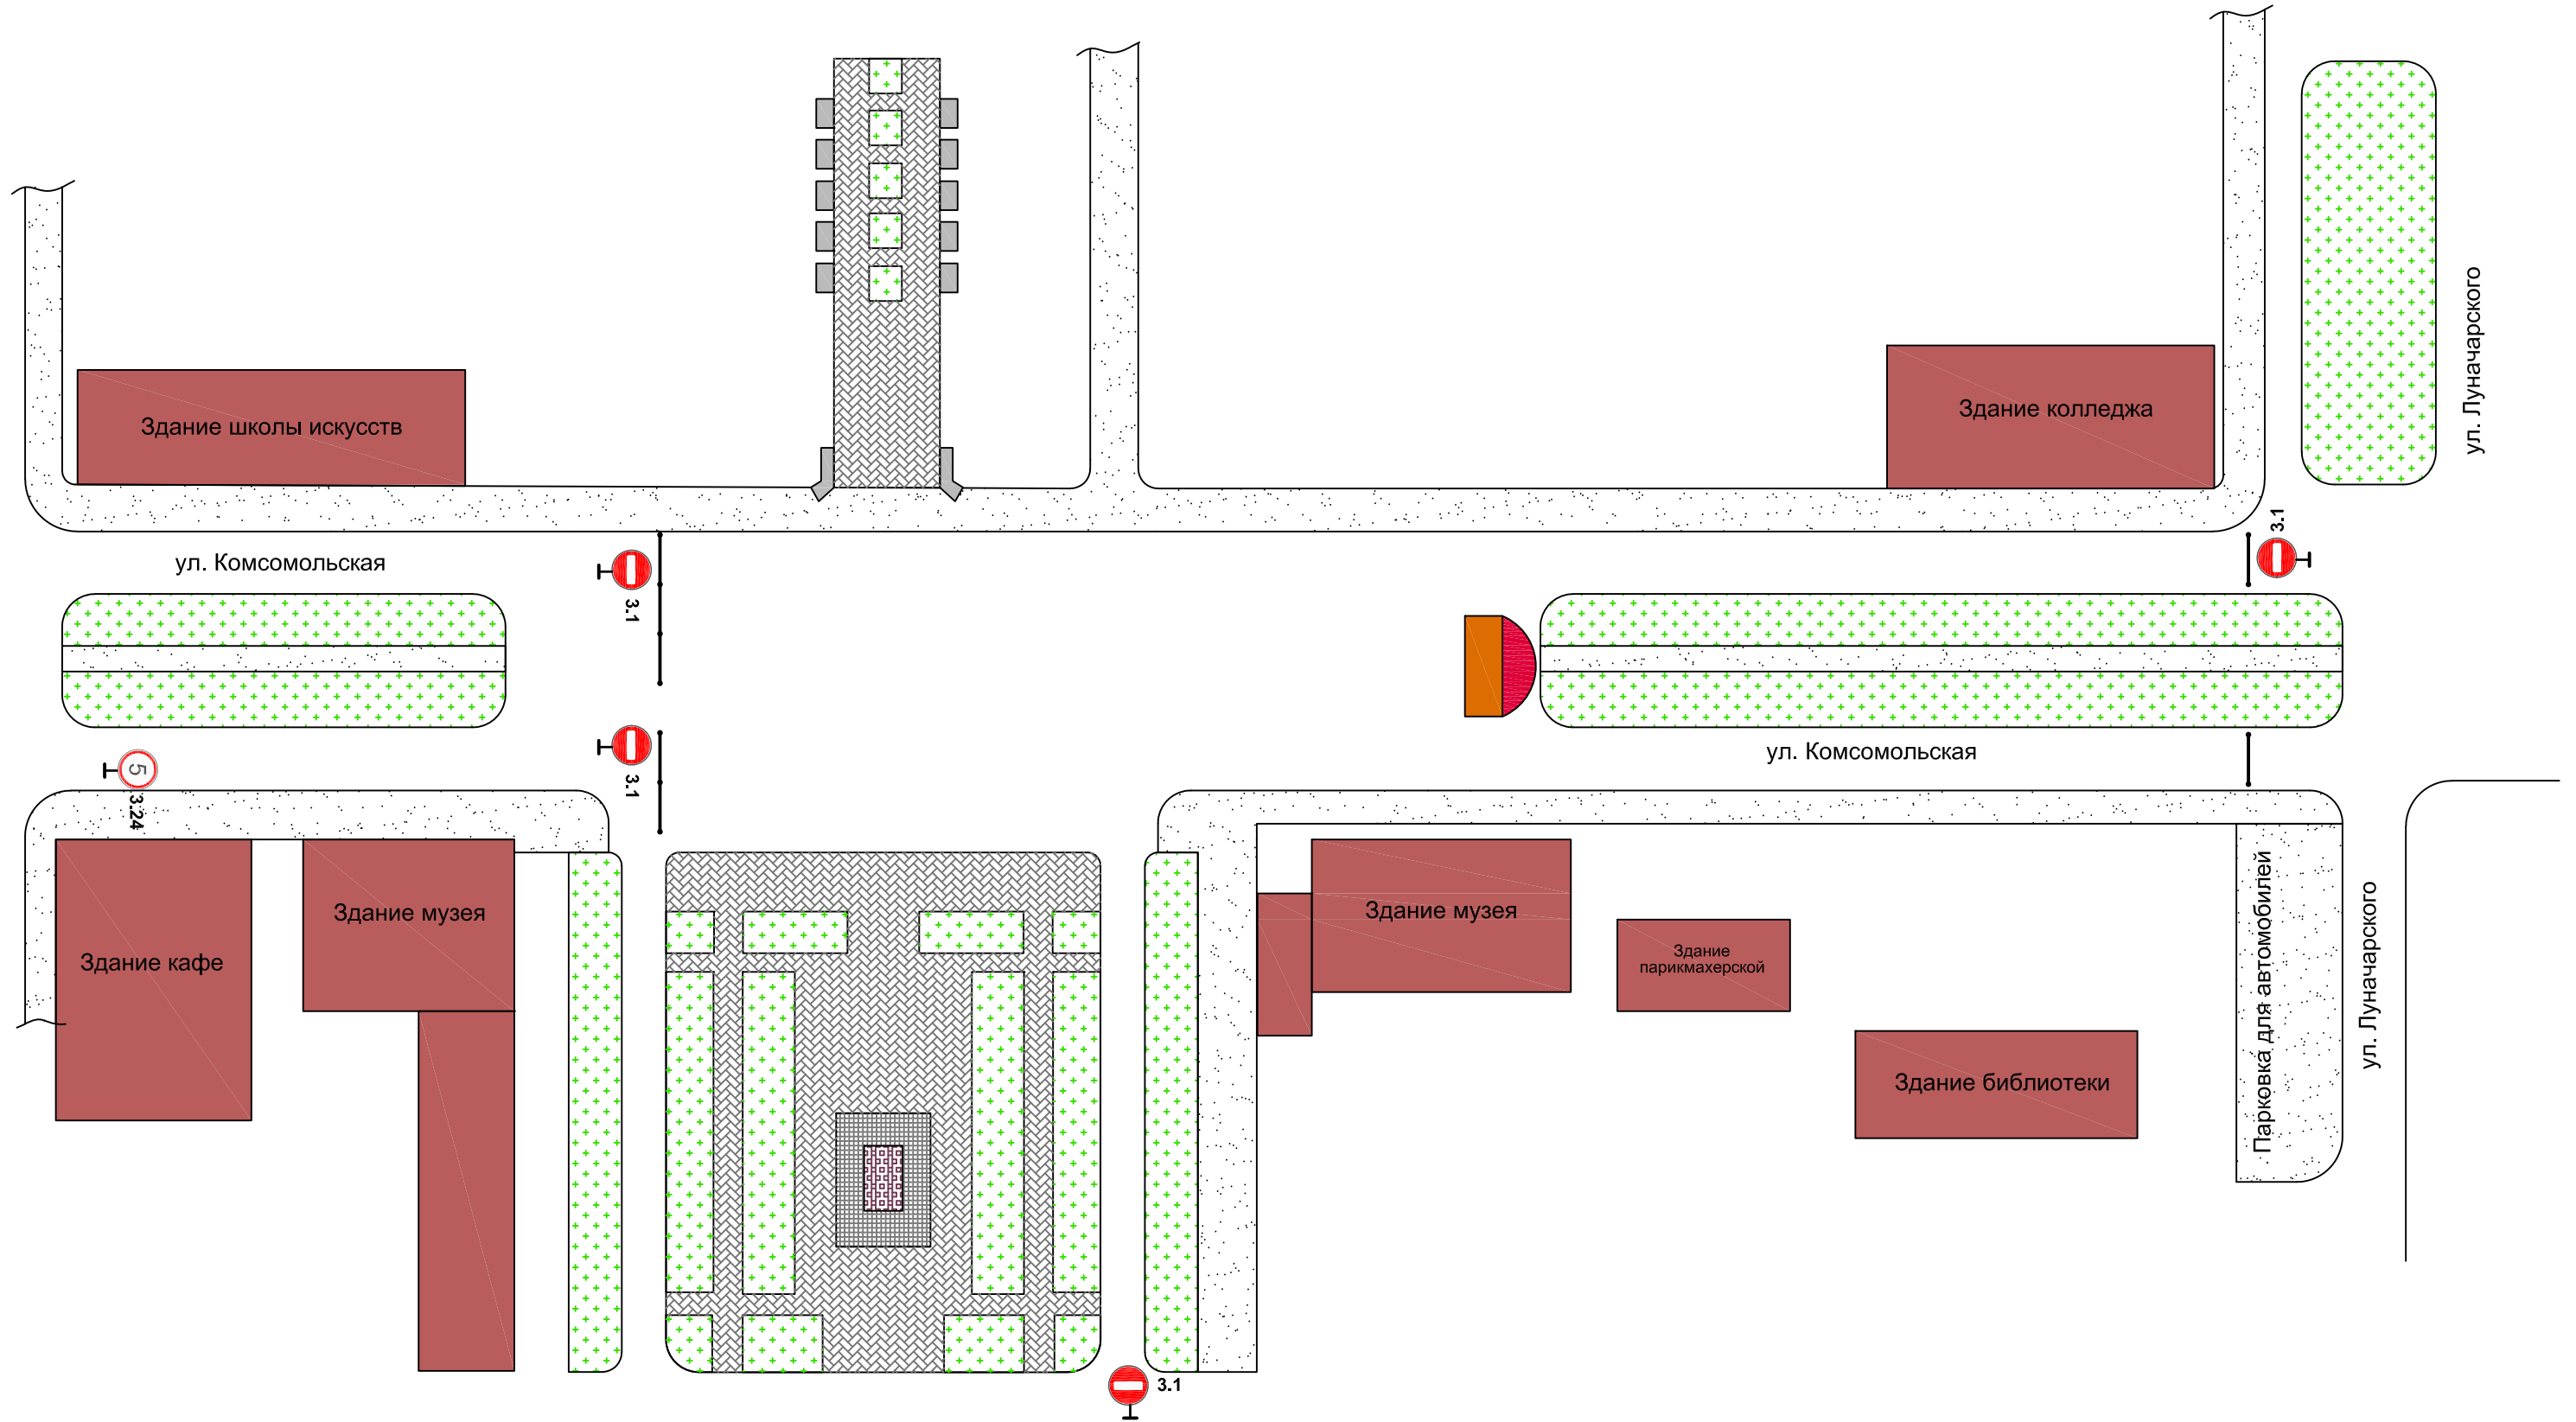 ул. Луначарского
Здание школы искусств
Здание колледжа
3.1
ул. Комсомольская
3.1
3.1
ул. Комсомольская
5
3.24
Здание музея
Здание кафе
Здание музея
Здание
парикмахерской
Здание библиотеки
Парковка для автомобилей
ул. Луначарского
3.1